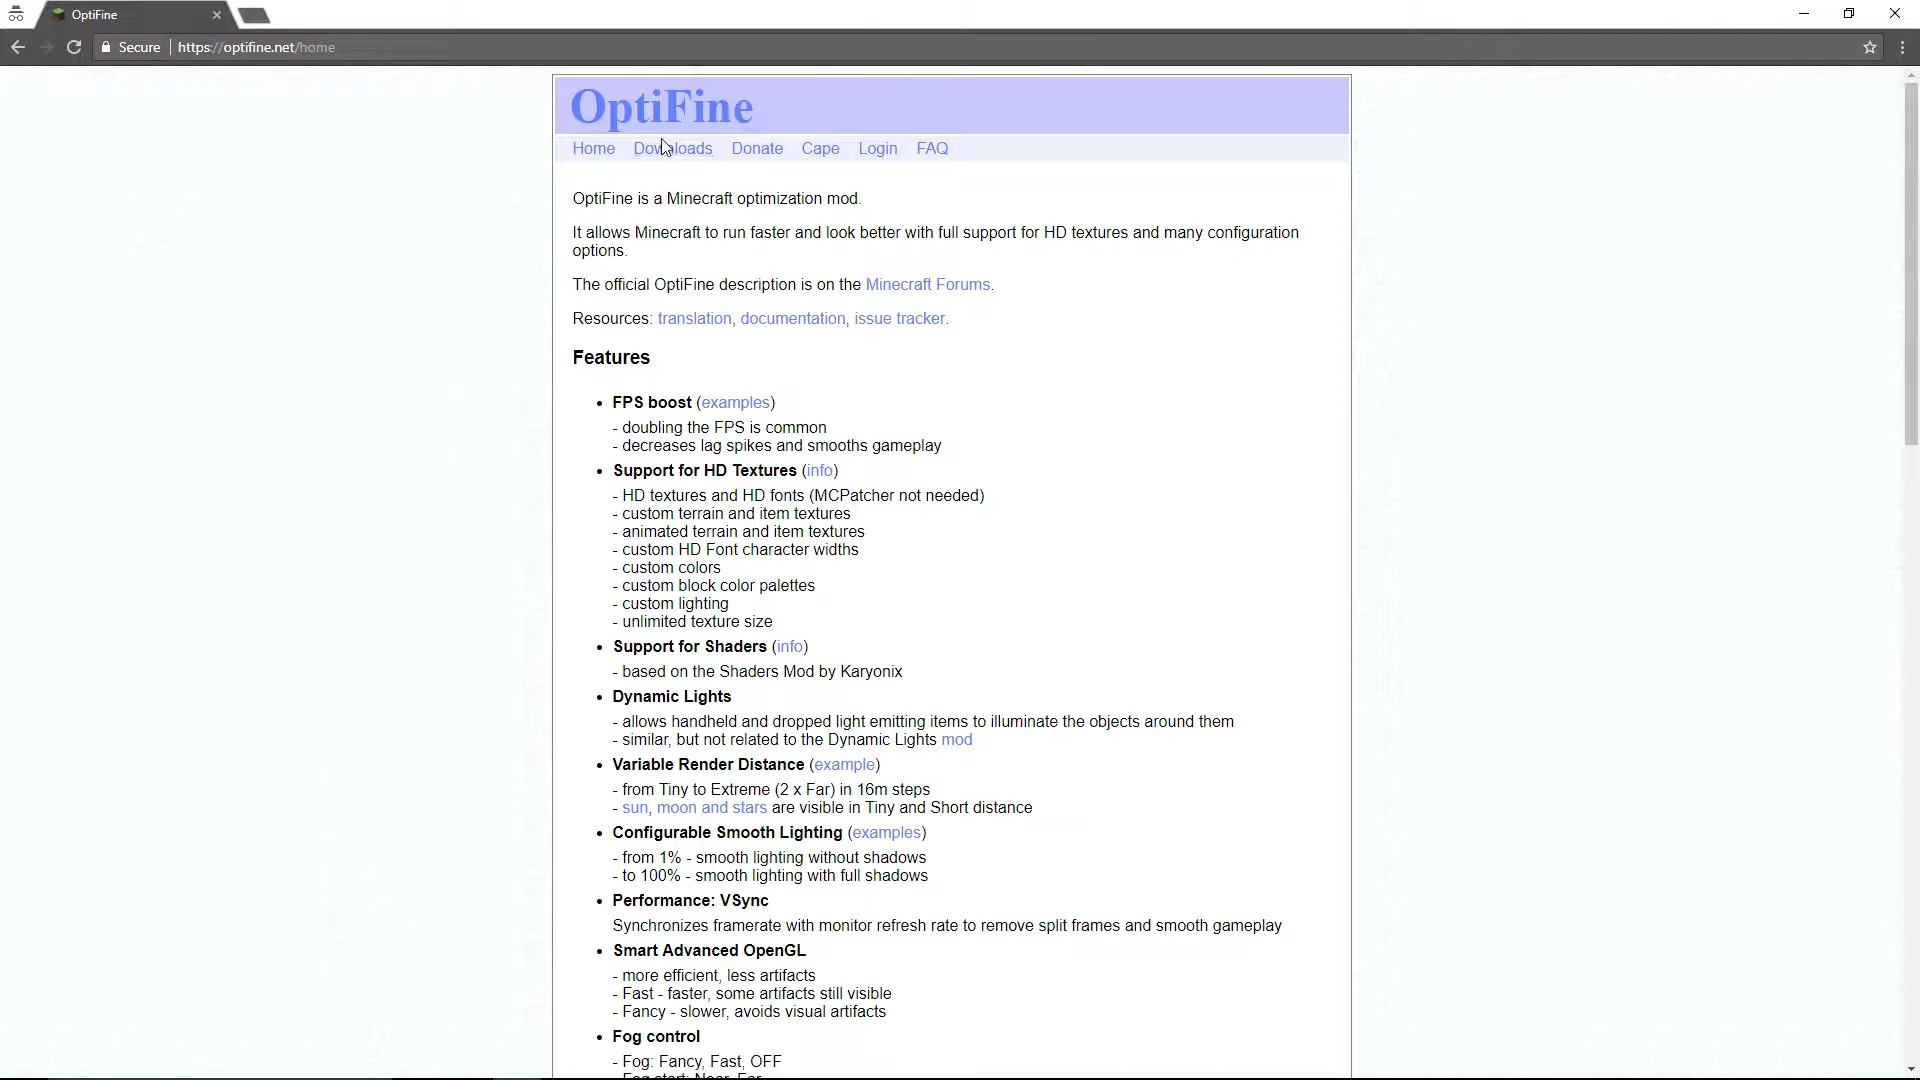 OptiFine
Secure https://optifine.net/home
OptiFine
Home Downloads Donate Cape Login FAQ
OptiFine is a Minecraft optimization mod.
It allows Minecraft to run faster and look better with full support for HD textures and many configuration
options.
The official OptiFine description is on the Minecraft Forums.
Resources: translation, documentation, issue tracker.
Features
• FPS boost (examples)
- doubling the FPS is common
- decreases lag spikes and smooths gameplay
• Support for HD Textures (info)
- HD textures and HD fonts (MCPatcher not needed)
- custom terrain and item textures
- animated terrain and item textures
- custom HD Font character widths
- custom colors
- custom block color palettes
- custom lighting
- unlimited texture size
• Support for Shaders (info)
- based on the Shaders Mod by Karyonix
• Dynamic Lights
- allows handheld and dropped light emitting items to illuminate the objects around them
- similar, but not related to the Dynamic Lights mod
• Variable Render Distance (example)
- from Tiny to Extreme (2 x Far) in 16m steps
- sun, moon and stars are visible in Tiny and Short distance
• Configurable Smooth Lighting (examples)
- from 1% - smooth lighting without shadows
- to 100% - smooth lighting with full shadows
• Performance: VSync
Synchronizes framerate with monitor refresh rate to remove split frames and smooth gameplay
• Smart Advanced OpenGL
- more efficient, less artifacts
- Fast - faster, some artifacts still visible
- Fancy - slower, avoids visual artifacts
• Fog control
- Fog: Fancy, Fast, OFF
- Fog start: Near, Far